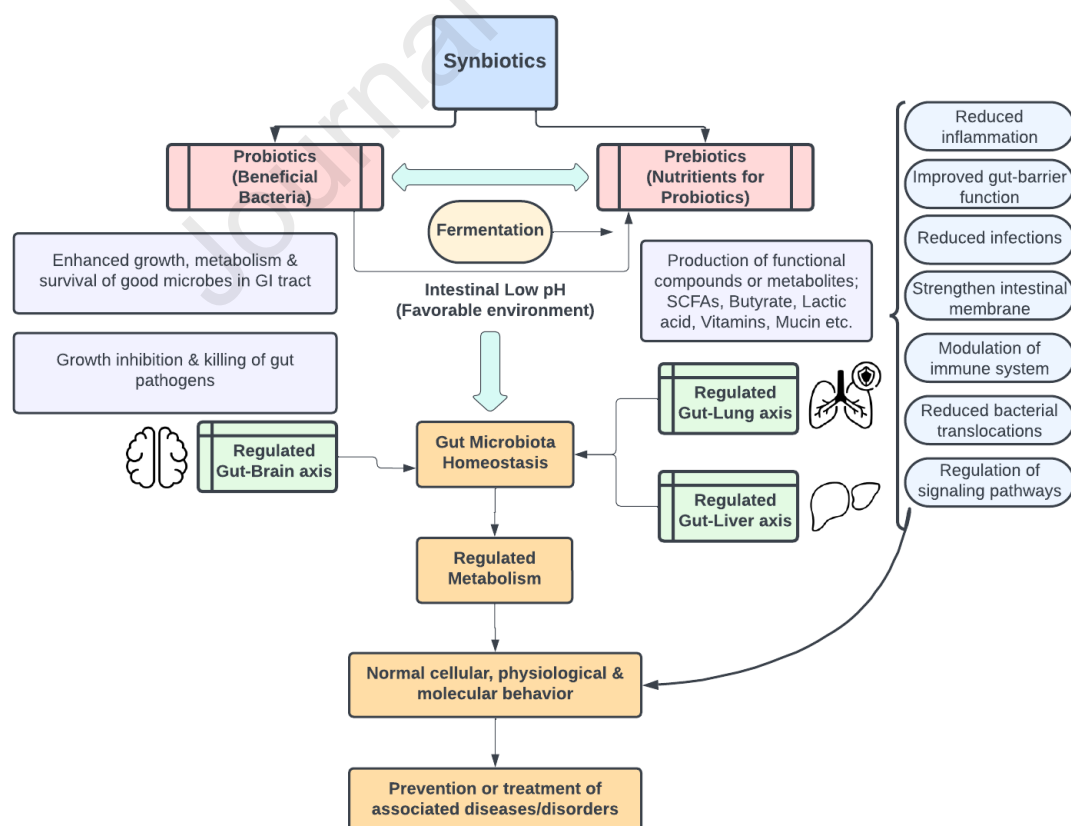 Journal
Synbiotics
Probiotics
(Beneficial
Bacteria)
Prebiotics
(Nutritients for
Probiotics)
Fermentation
Enhanced growth, metabolism &
survival of good microbes in GI tract
Growth inhibition & killing of gut
pathogens
Intestinal Low pH
(Favorable environment)
Production of functional
compounds or metabolites;
SCFAs, Butyrate, Lactic
acid, Vitamins, Mucin etc.
Regulated
Gut-Brain axis
Gut Microbiota
Homeostasis
Regulated
Gut-Lung axis
Regulated
Gut-Liver axis
Regulated
Metabolism
Normal cellular, physiological &
molecular behavior
Prevention or treatment of
associated diseases/disorders
Reduced
inflammation
Improved gut-barrier
function
Reduced infections
Strengthen intestinal
membrane
Modulation of
immune system
Reduced bacterial
translocations
Regulation of
signaling pathways